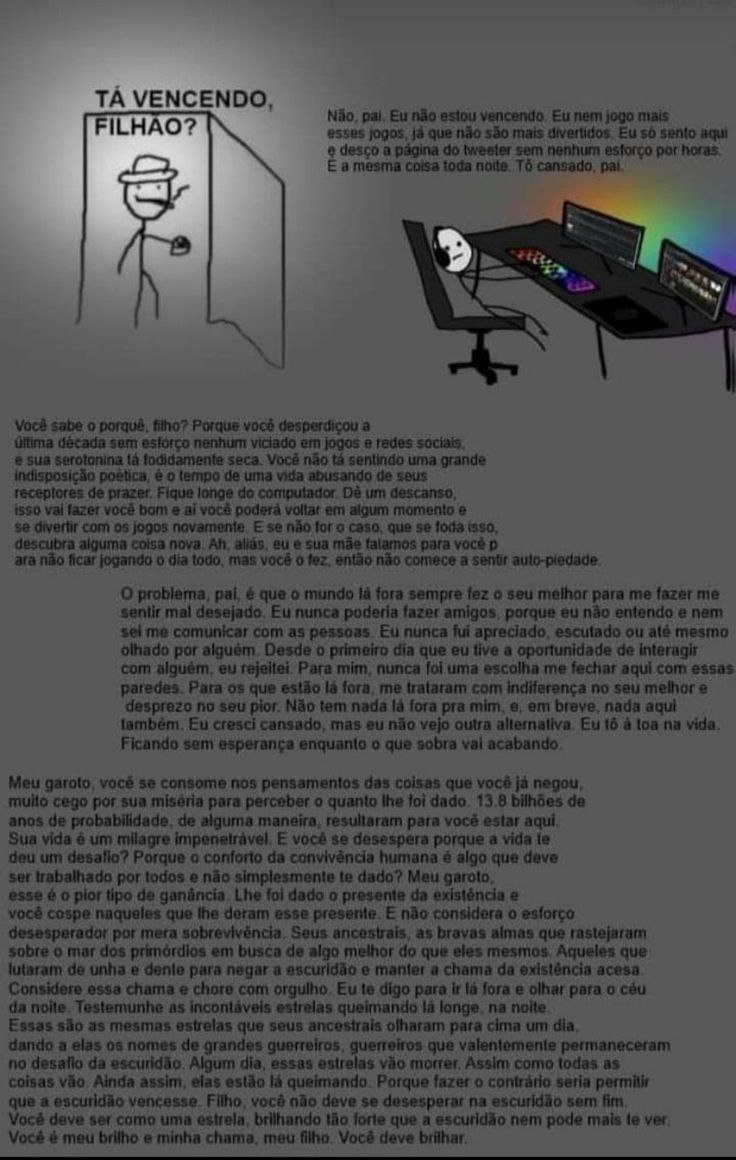 TÁ VENCENDO,
FILHÃO?
Não, pai. Eu não estou vencendo. Eu nem jogo mais
esses jogos, já que não são mais divertidos. Eu só sento aqui
e desço a página do tweeter sem nenhum esforço por horas.
É a mesma coisa toda noite. Tô cansado, pai.
Você sabe o porquê, filho? Porque você desperdiçou a
última década sem esforço nenhum viciado em jogos e redes sociais,
e sua serotonina tá fodidamente seca. Você não tá sentindo uma grande
indisposição poética, é o tempo de uma vida abusando de seus
receptores de prazer. Fique longe do computador. Dê um descanso,
isso vai fazer você bom e aí você poderá voltar em algum momento e
se divertir com os jogos novamente. E se não for o caso, que se foda isso,
descubra alguma coisa nova. Ah, aliás, eu e sua mãe falamos para você p
ara não ficar jogando o dia todo, mas você o fez, então não comece a sentir auto-piedade.
O problema, pai, é que o mundo lá fora sempre fez o seu melhor para me fazer me
sentir mal desejado. Eu nunca poderia fazer amigos, porque eu não entendo e nem
sei me comunicar com as pessoas. Eu nunca fui apreciado, escutado ou até mesmo
olhado por alguém. Desde o primeiro dia que eu tive a oportunidade de interagir
com alguém, eu rejeitei. Para mim, nunca foi uma escolha me fechar aqui com essas
paredes. Para os que estão lá fora, me trataram com indiferença no seu melhor e
desprezo no seu pior. Não tem nada lá fora pra mim, e, em breve, nada aqui
também. Eu cresci cansado, mas eu não vejo outra alternativa. Eu tô à toa na vida.
Ficando sem esperança enquanto o que sobra vai acabando.
Meu garoto, você se consome nos pensamentos das coisas que você já negou,
muito cego por sua miséria para perceber o quanto lhe foi dado. 13.8 bilhões de
anos de probabilidade, de alguma maneira, resultaram para você estar aqui.
Sua vida é um milagre impenetrável. E você se desespera porque a vida te
deu um desafio? Porque o conforto da convivência humana é algo que deve
ser trabalhado por todos e não simplesmente te dado? Meu garoto,
esse é o pior tipo de ganância. Lhe foi dado o presente da existência e
você cospe naqueles que lhe deram esse presente. E não considera o esforço
desesperador por mera sobrevivência. Seus ancestrais, as bravas almas que rastejaram
sobre o mar dos primórdios em busca de algo melhor do que eles mesmos. Aqueles que
lutaram de unha e dente para negar a escuridão e manter a chama da existência acesa.
Considere essa chama e chore com orgulho. Eu te digo para ir lá fora e olhar para o céu
da noite. Testemunhe as incontáveis estrelas queimando lá longe, na noite.
Essas são as mesmas estrelas que seus ancestrais olharam para cima um dia,
dando a elas os nomes de grandes guerreiros, guerreiros que valentemente permaneceram
no desafio da escuridão. Algum dia, essas estrelas vão morrer. Assim como todas as
coisas vão. Ainda assim, elas estão lá queimando. Porque fazer o contrário seria permitir
que a escuridão vencesse. Filho, você não deve se desesperar na escuridão sem fim.
Você deve ser como uma estrela, brilhando tão forte que a escuridão nem pode mais te ver.
Você é meu brilho e minha chama, meu filho. Você deve brilhar.